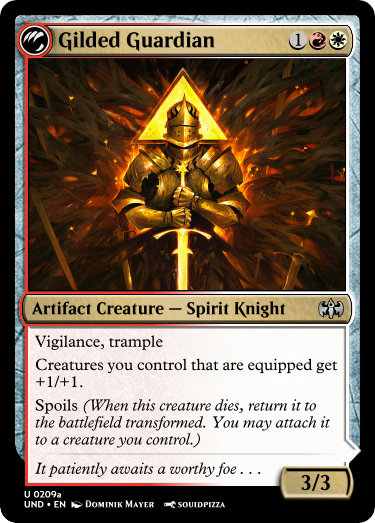 Gilded Guardian 1
Artifact Creature — Spirit Knight
Vigilance, trample
Creatures you control that are equipped get
+1/+1.
Spoils (When this creature dies, return it to
the battlefield transformed. You may attach it
to a creature you control.)
It patiently awaits a worthy foe . . .
3/3
U 0209a
UND • EN Dominik Mayer squidpizza